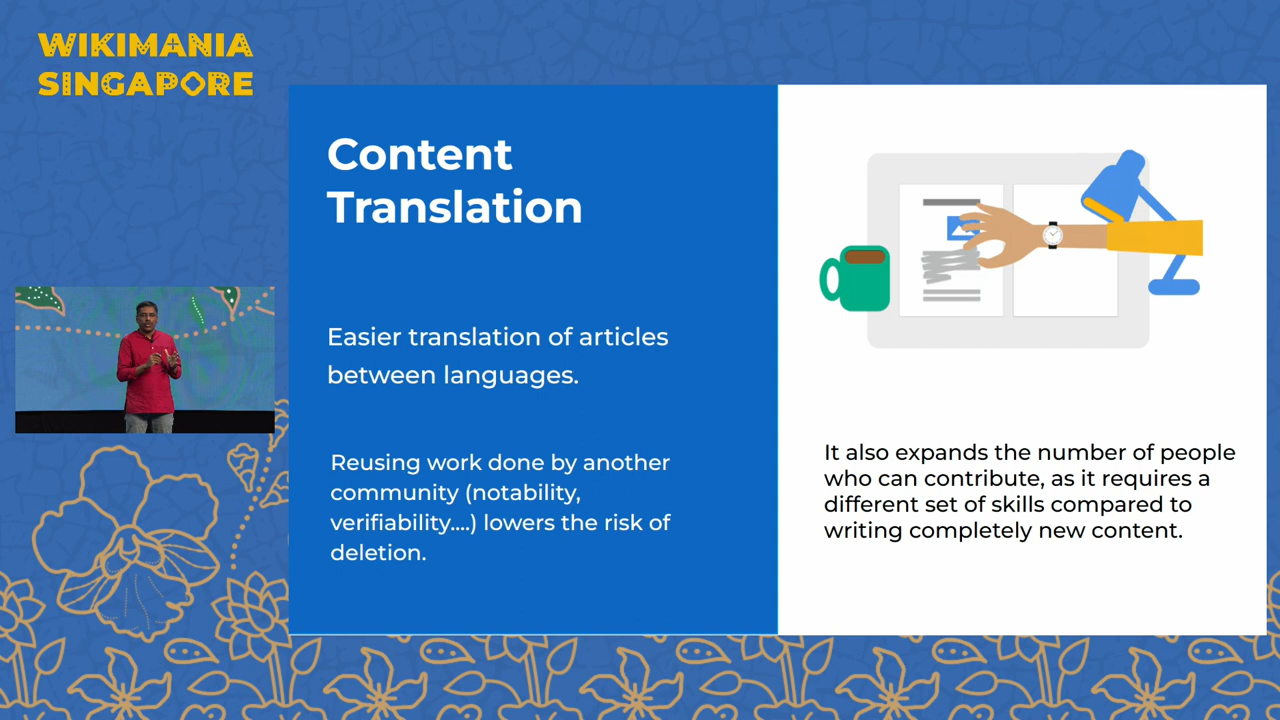 WIKIMANIA
SINGAPORE
Content
Translation
Easier translation of articles
between languages.
Reusing work done by another
community (notability,
verifiability....) lowers the risk of
deletion.
It also expands the number of people
who can contribute, as it requires a
different set of skills compared to
writing completely new content.